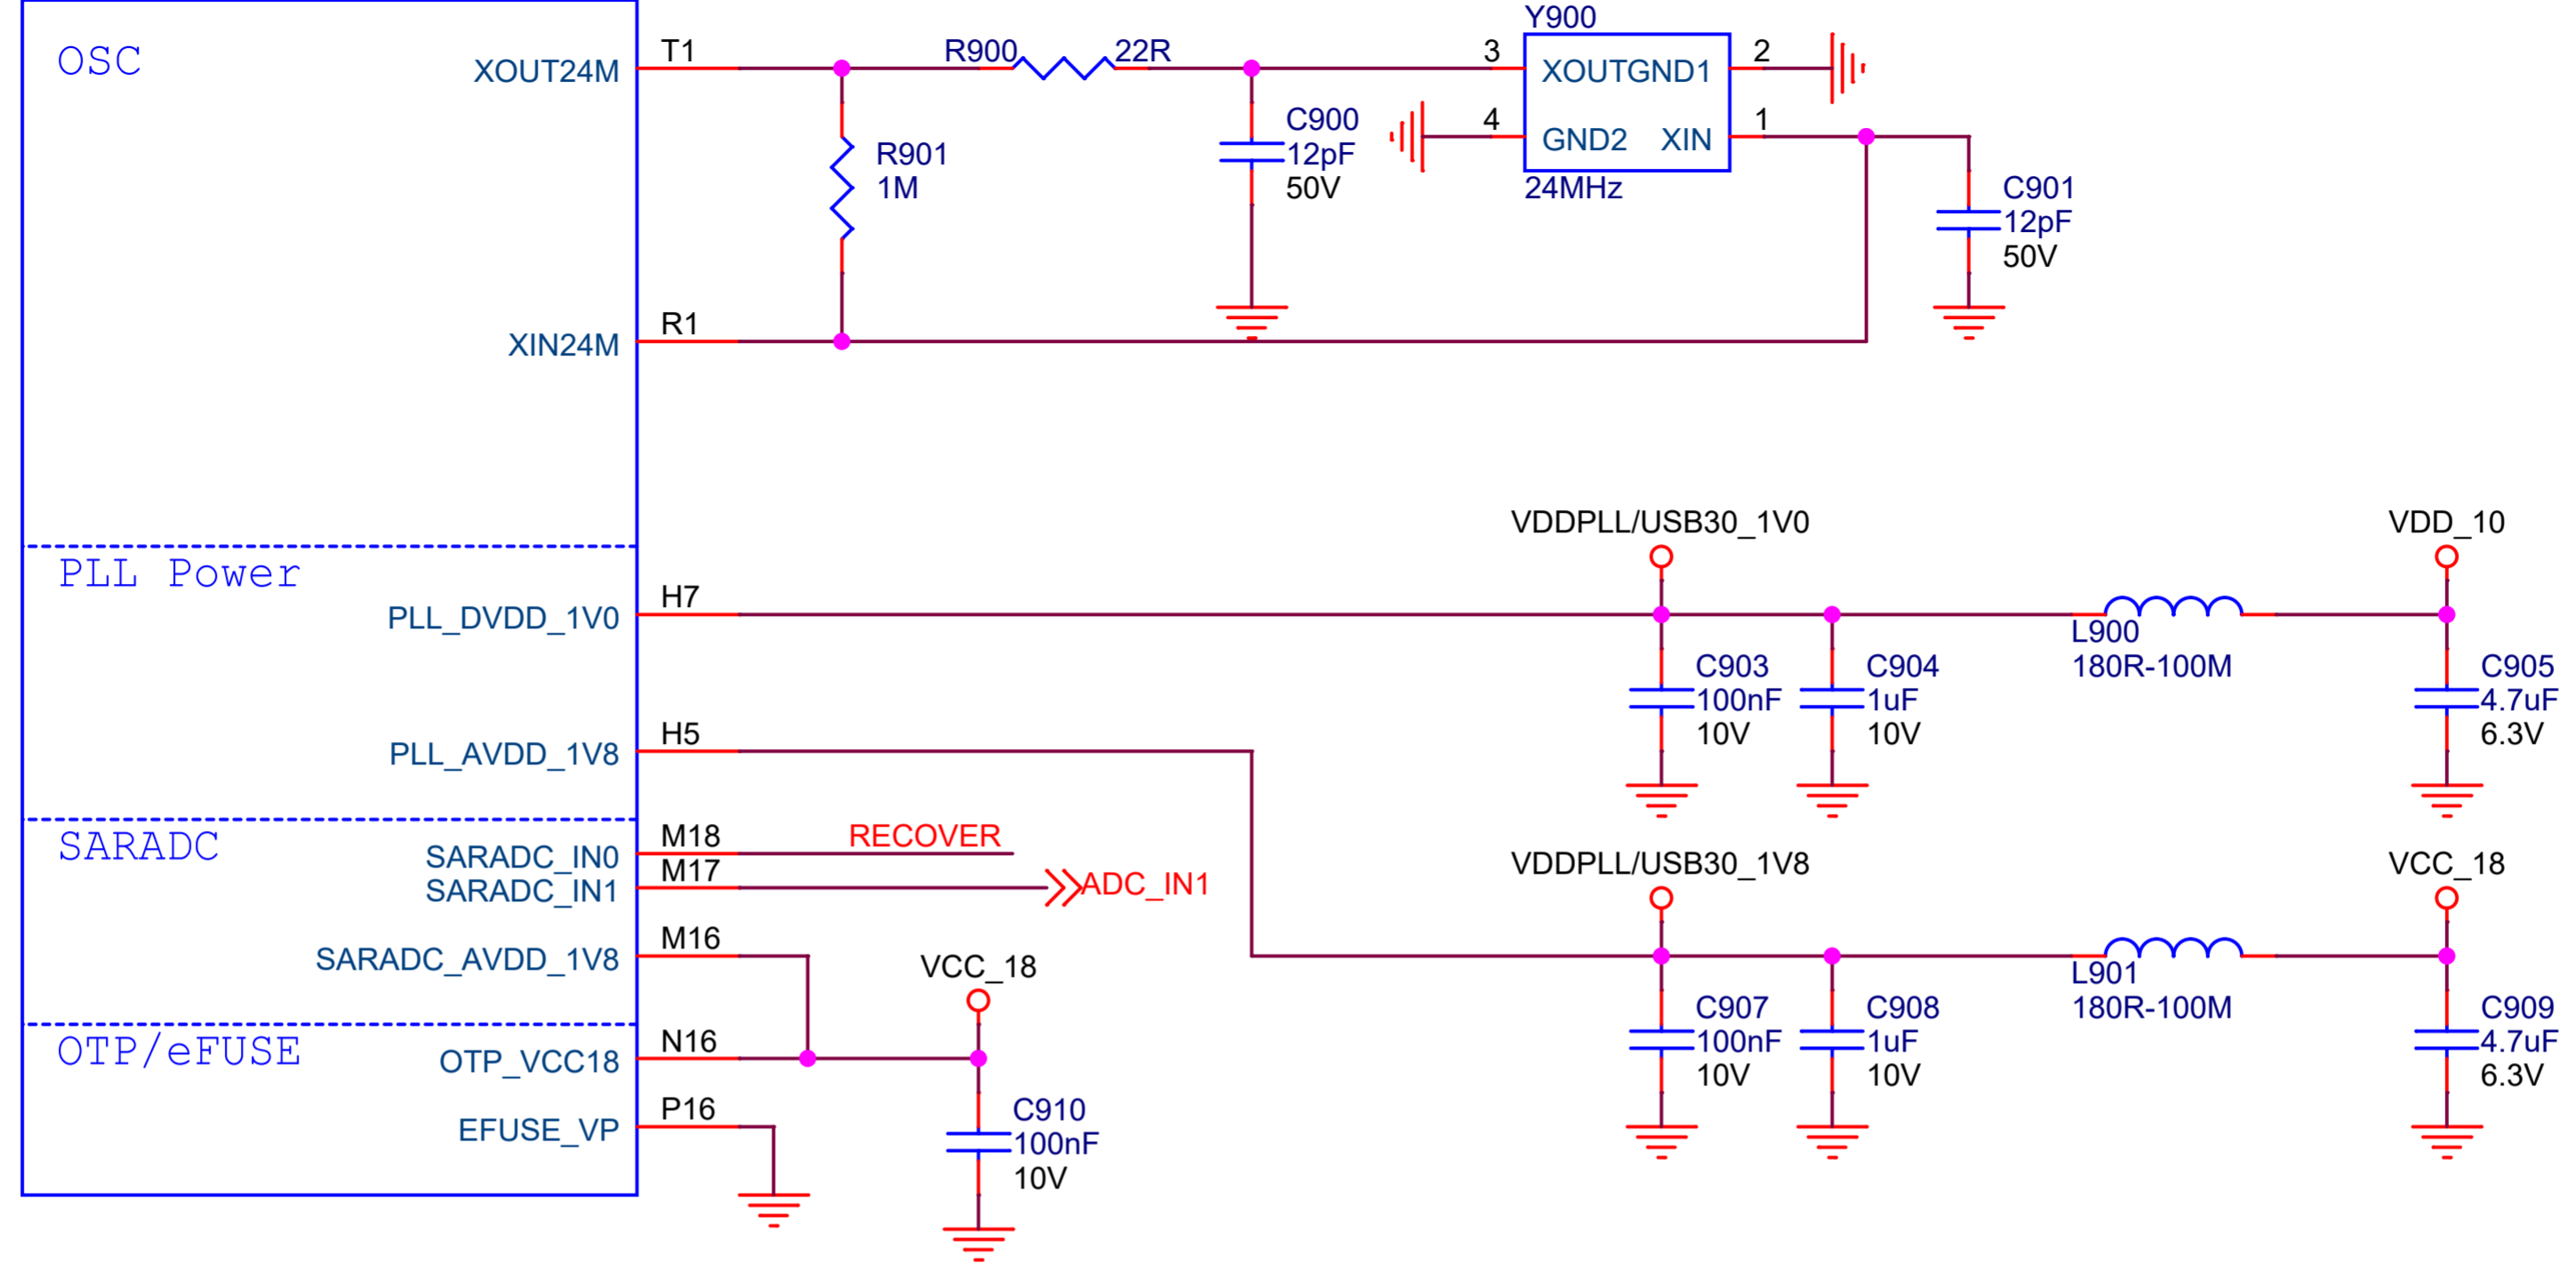 OSC
XOUT24M
T1
R900
22R
R901
1M
C900
12pF
50V
Y900
3
XOUT
GND1
2
4
GND2
XIN
1
24MHz
C901
12pF
50V
XIN24M
R1
PLL Power
PLL_DVDD_1V0
H7
VDDPLL/USB30_1V0
VDD_10
L900
180R-100M
C903
100nF
10V
C904
1uF
10V
C905
4.7uF
6.3V
PLL_AVDD_1V8
H5
SARADC
SARADC_IN0
M18
RECOVER
SARADC_IN1
M17
ADC_IN1
SARADC_AVDD_1V8
M16
VCC_18
VDDPLL/USB30_1V8
VCC_18
L901
180R-100M
C907
100nF
10V
C908
1uF
10V
C909
4.7uF
6.3V
OTP/eFUSE
OTP_VCC18
N16
EFUSE_VP
P16
C910
100nF
10V